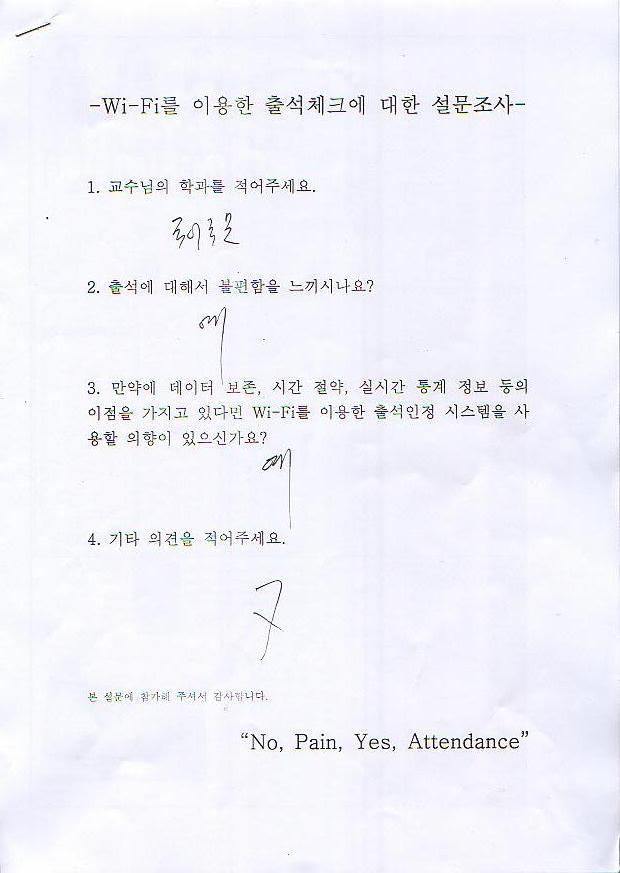 -Wi-Fi를 이용한 출석체크에 대한 설문조사-
1. 교수님의 학과를 적어주세요.
2. 출석에 대해서 불편함을 느끼시나요?
예
3. 만약에 데이터 보존, 시간 절약, 실시간 통계 정보 등의
이점을 가지고 있다면 Wi-Fi를 이용한 출석인정 시스템을 사
용할 의향이 있으신가요?
예
4. 기타 의견을 적어주세요.
본 설문에 참가해 주셔서 감사합니다.
“No, Pain, Yes, Attendance”